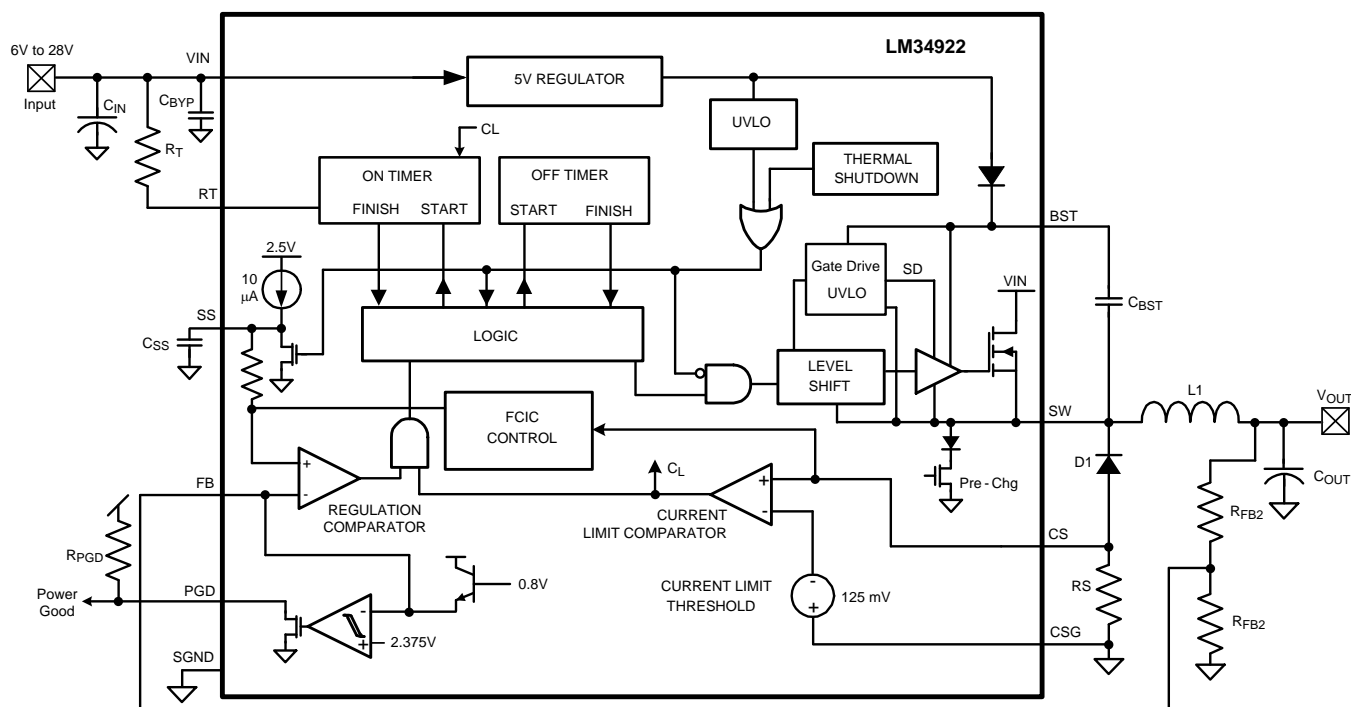 LM34922
6V to 28V
VIN
Input
CIN
CBYP
5V REGULATOR
UVLO
CL
RT
THERMAL
SHUTDOWN
ON TIMER
FINISH START
OFF TIMER
START FINISH
RT
BST
2.5V
10
µA
Gate Drive
UVLO
SD
VIN
CBST
SS
CSS
LOGIC
LEVEL
SHIFT
L1
VOUT
SW
FCIC
CONTROL
+
-
FB
REGULATION
COMPARATOR
CL
CURRENT
LIMIT COMPARATOR
+
-
Pre - Chg
D1
COUT
RFB2
CS
RPGD
0.8V
CURRENT LIMIT
THRESHOLD
-
+
125 mV
RS
Power
Good
PGD
-
+
2.375V
CSG
RFB2
SGND